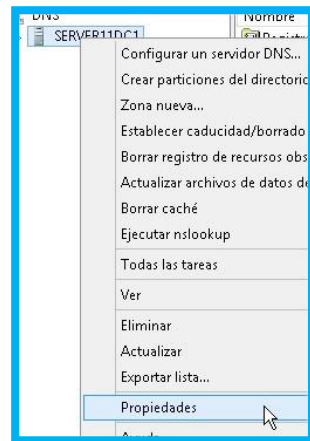 DNS
Nombre
SERVER11DC1
Configurar un servidor DNS...
Crear particiones del directorio
Zona nueva...
Establecer caducidad/borrado
Borrar registro de recursos obs
Actualizar archivos de datos de
Borrar caché
Ejecutar nslookup
Todas las tareas
Ver
Eliminar
Actualizar
Exportar lista...
Propiedades